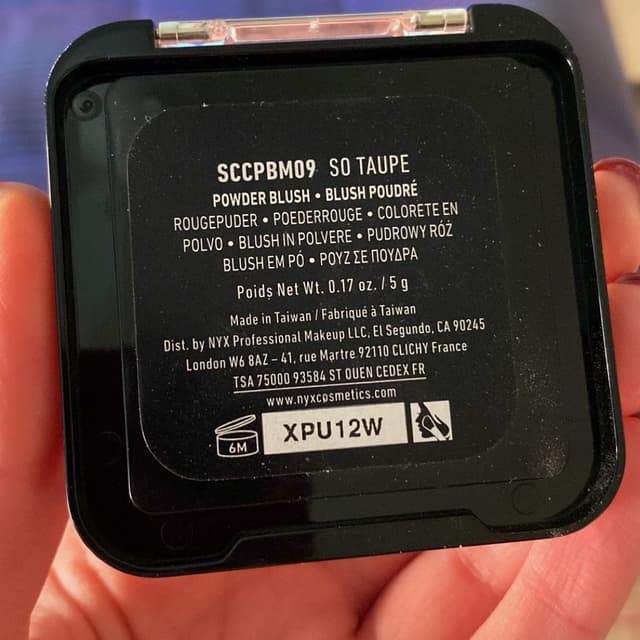 SCCPBM09 SO TAUPE
POWDER BLUSH • BLUSH POUDRÉ
ROUGEPUDER • POEDERROUGE • COLORETE EN
POLVO • BLUSH IN POLVERE • PUDROWY RÓŻ
BLUSH EM PÓ • ΡΟΥΖ ΣΕ ΠΟΥΔΡΑ
Poids Net Wt. 0.17 oz. / 5 g
Made in Taiwan / Fabriqué à Taiwan
Dist. by NYX Professional Makeup LLC, El Segundo, CA 90245
London W6 8AZ – 41, rue Martre 92110 CLICHY France
TSA 75000 93584 ST OUEN CEDEX FR
www.nyxcosmetics.com
6M XPU12W